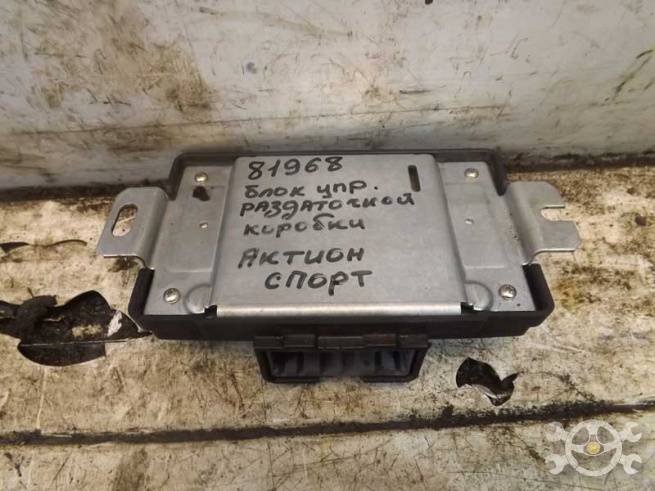 81968
блок упр.
раздаточной
коробки
Актион
спорт